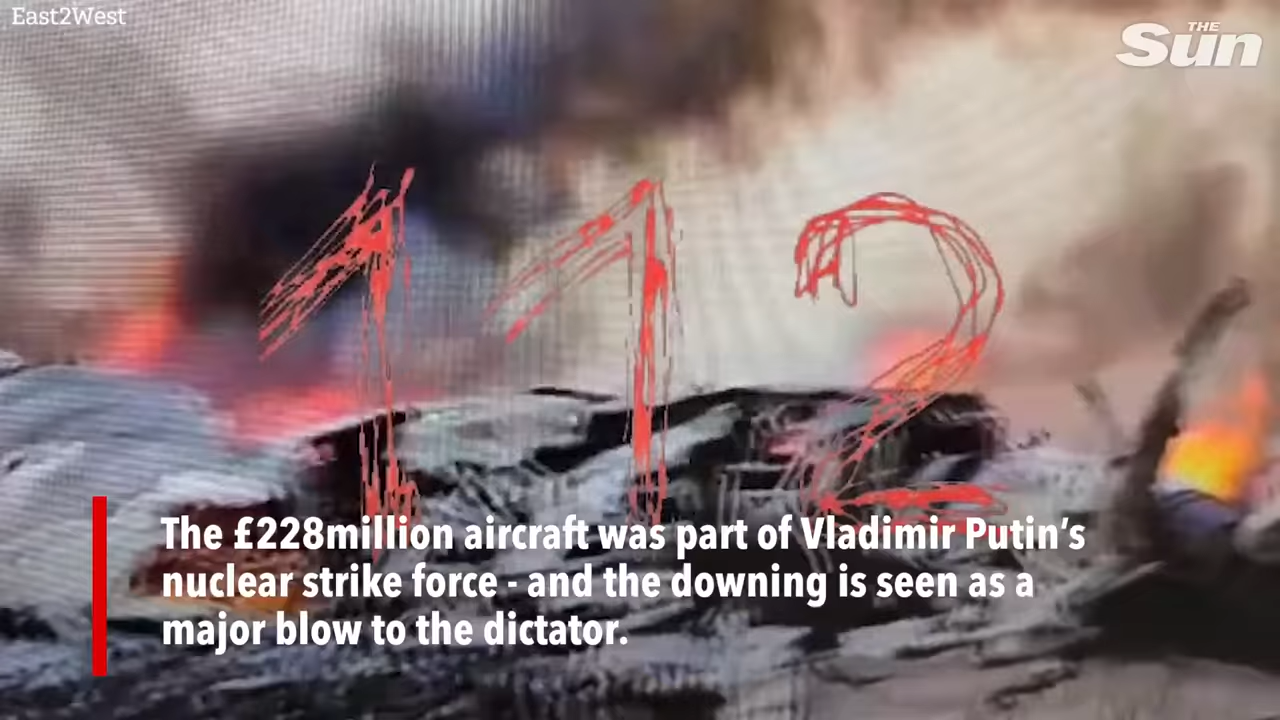 East2West
THE
Sun
112
The £228million aircraft was part of Vladimir Putin’s
nuclear strike force - and the downing is seen as a
major blow to the dictator.